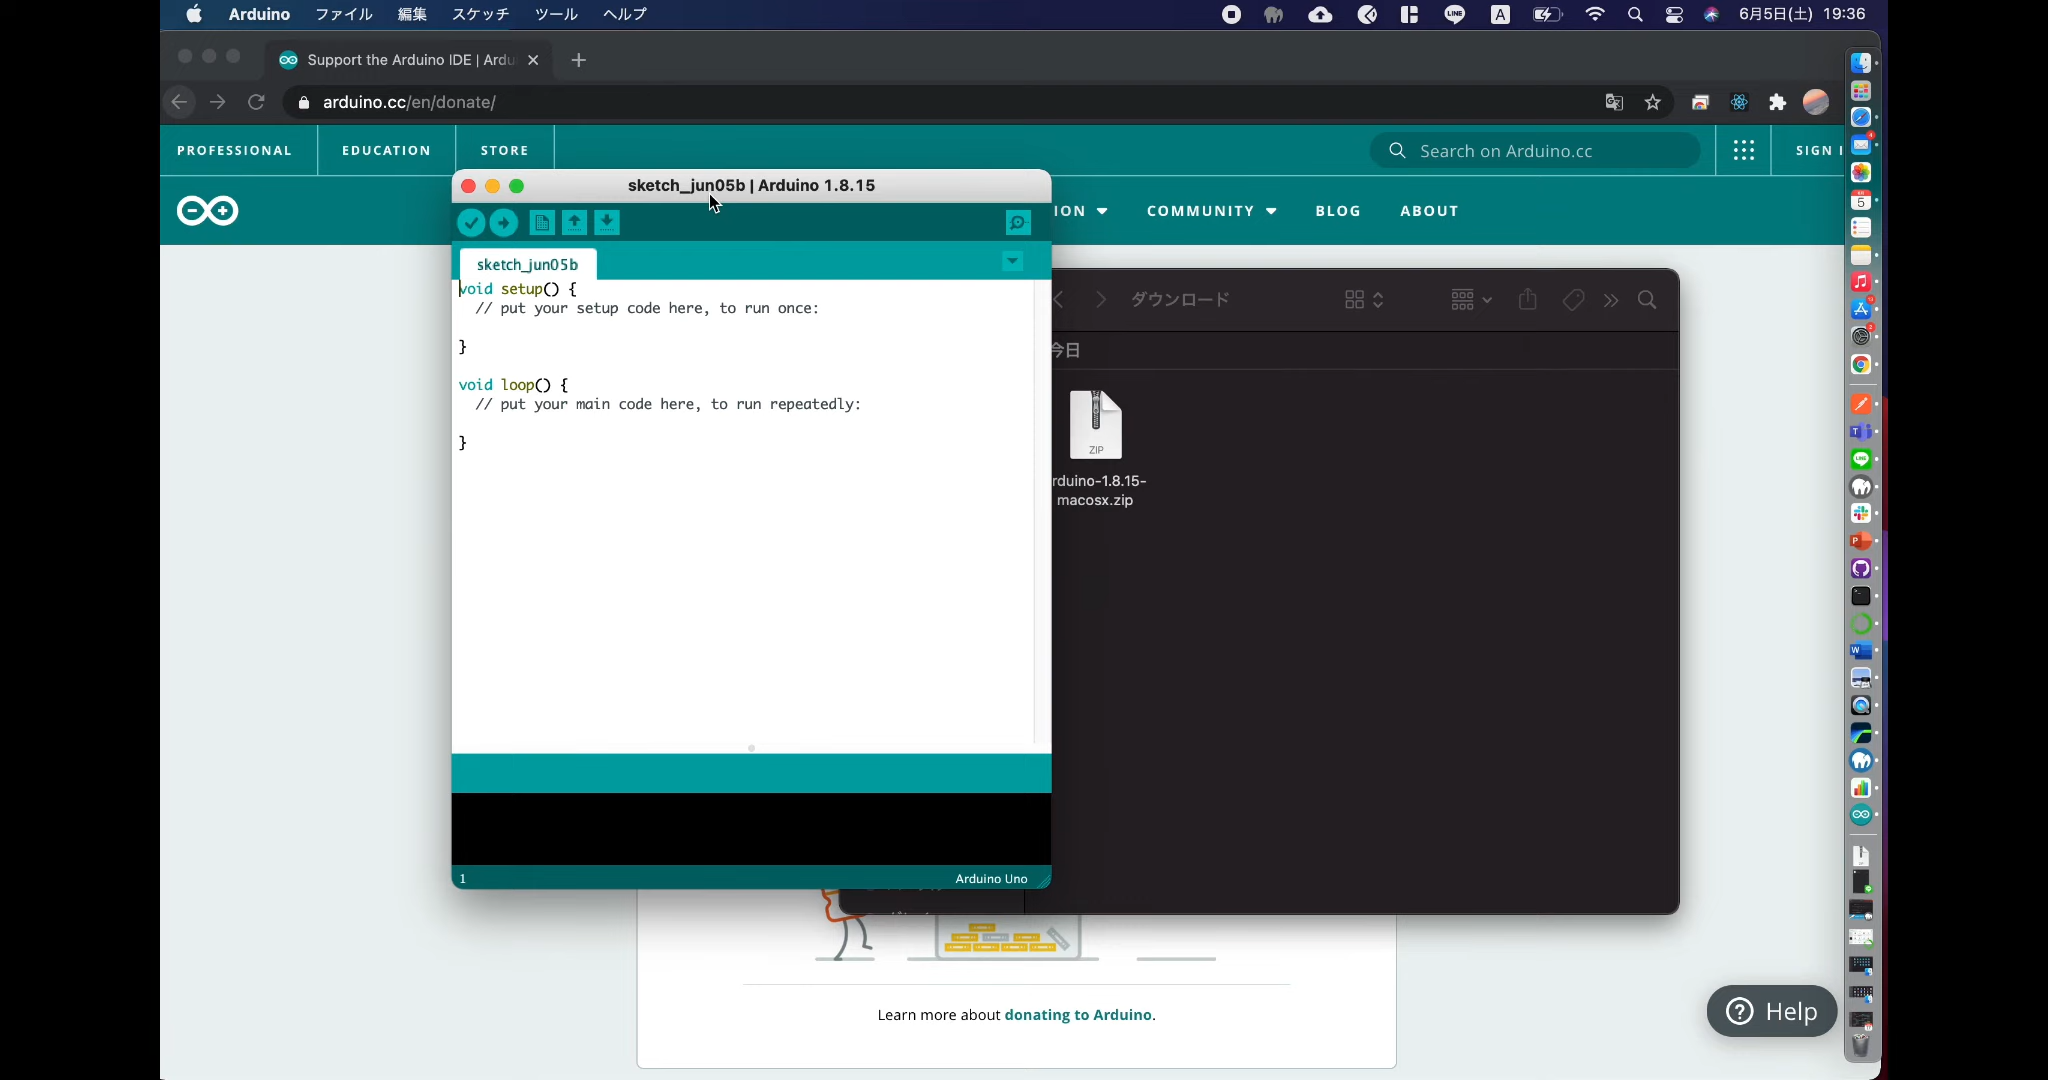 Arduino ファイル 編集 スケッチ ツール ヘルプ LINE A 6月5日(土) 19:36
Support the Arduino IDE | Ardu
arduino.cc/en/donate/
PROFESSIONAL EDUCATION STORE Search on Arduino.cc SIGN I
ION COMMUNITY BLOG ABOUT
sketch_jun05b | Arduino 1.8.15
sketch_jun05b
void setup() {
// put your setup code here, to run once:
}
void loop() {
// put your main code here, to run repeatedly:
}
1 Arduino Uno
ダウンロード
今日
ZIP
rduino-1.8.15-
macosx.zip
Learn more about donating to Arduino.
Help